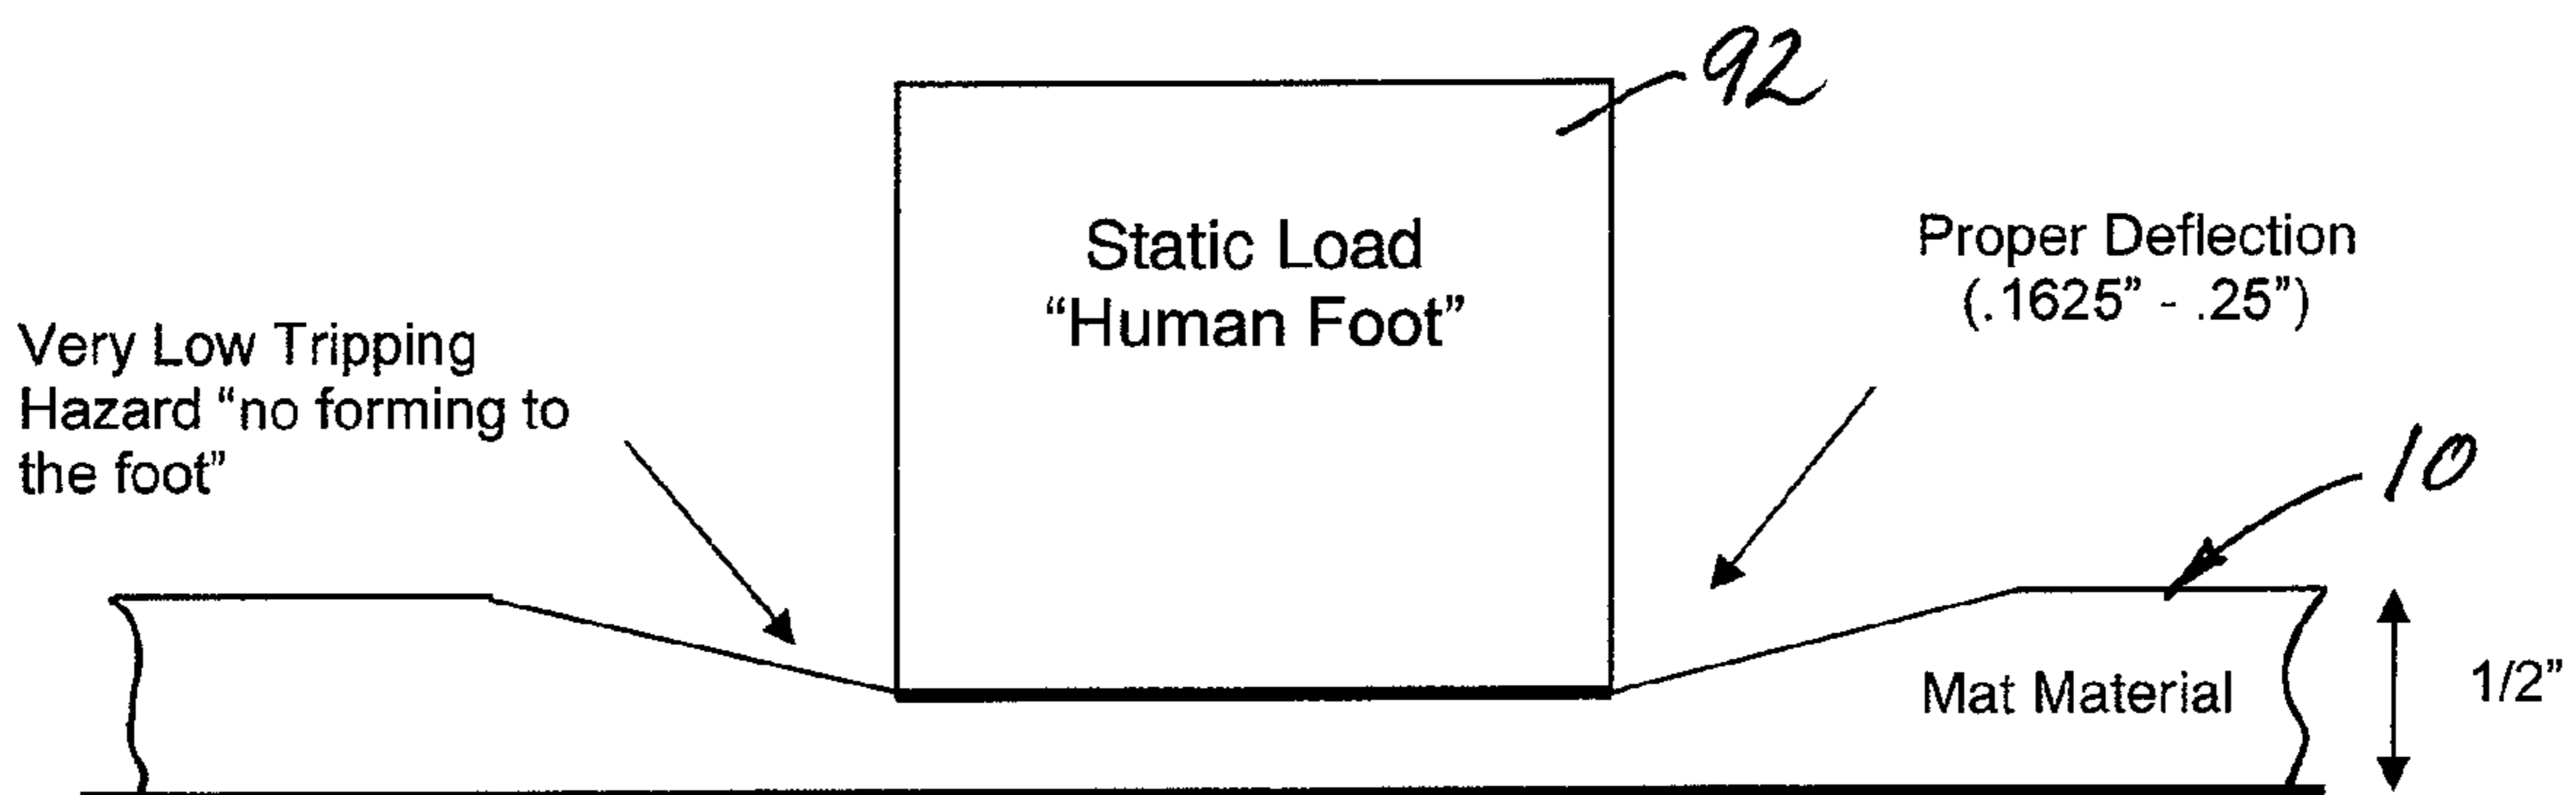 92
Static Load
“Human Foot”
Proper Deflection
(.1625” - .25”)
Very Low Tripping
Hazard “no forming to
the foot”
10
Mat Material
1/2”